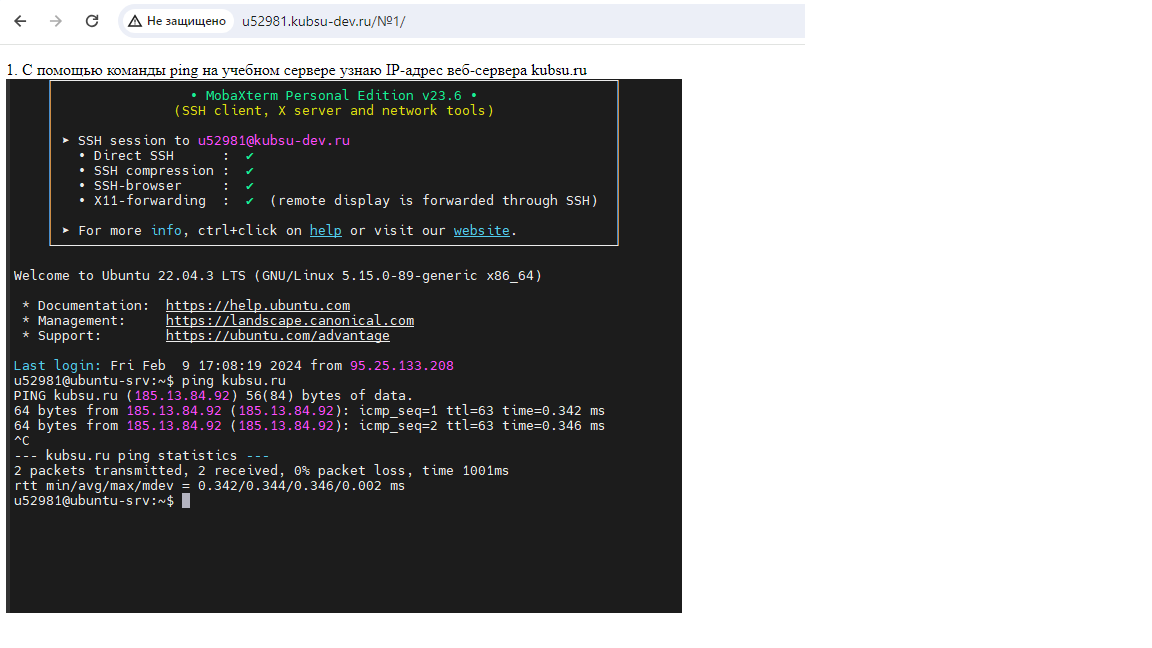 Не защищено u52981.kubsu-dev.ru/№1/
1. С помощью команды ping на учебном сервере узнаю IP-адрес веб-сервера kubsu.ru
• MobaXterm Personal Edition v23.6 •
(SSH client, X server and network tools)
➤ SSH session to u52981@kubsu-dev.ru
• Direct SSH : ✔
• SSH compression : ✔
• SSH-browser : ✔
• X11-forwarding : ✔ (remote display is forwarded through SSH)
➤ For more info, ctrl+click on help or visit our website.
Welcome to Ubuntu 22.04.3 LTS (GNU/Linux 5.15.0-89-generic x86_64)
* Documentation: https://help.ubuntu.com
* Management: https://landscape.canonical.com
* Support: https://ubuntu.com/advantage
Last login: Fri Feb 9 17:08:19 2024 from 95.25.133.208
u52981@ubuntu-srv:~$ ping kubsu.ru
PING kubsu.ru (185.13.84.92) 56(84) bytes of data.
64 bytes from 185.13.84.92 (185.13.84.92): icmp_seq=1 ttl=63 time=0.342 ms
64 bytes from 185.13.84.92 (185.13.84.92): icmp_seq=2 ttl=63 time=0.346 ms
^C
--- kubsu.ru ping statistics ---
2 packets transmitted, 2 received, 0% packet loss, time 1001ms
rtt min/avg/max/mdev = 0.342/0.344/0.346/0.002 ms
u52981@ubuntu-srv:~$